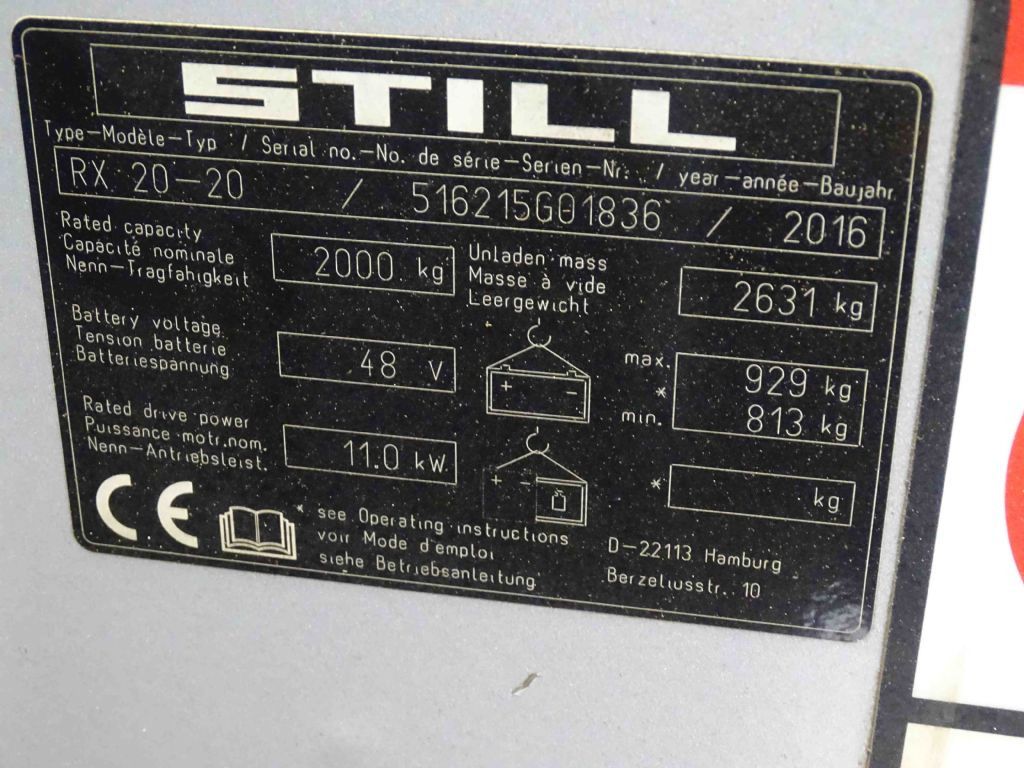 STILL
Type-Modèle-Typ / Serial no.-No. de série-Serien-Nr. / year-année-Baujahr
RX 20-20 / 516215G01836 / 2016
Rated capacity
Capacité nominale
Nenn-Tragfahigkeit
2000 kg
Unladen mass
Masse à vide
Leergewicht
2631 kg
Battery voltage
Tension batterie
Batteriespannung
48 V
+ -
max. 929 kg
*
min. 813 kg
Rated drive power
Puissance motr.nom.
Nenn-Antriebsleist.
11.0 kW
+ -
* kg
CE
* see Operating instructions
voir Mode d'emploi
siehe Betriebsanleitung
D-22113 Hamburg
Berzeliusstr. 10